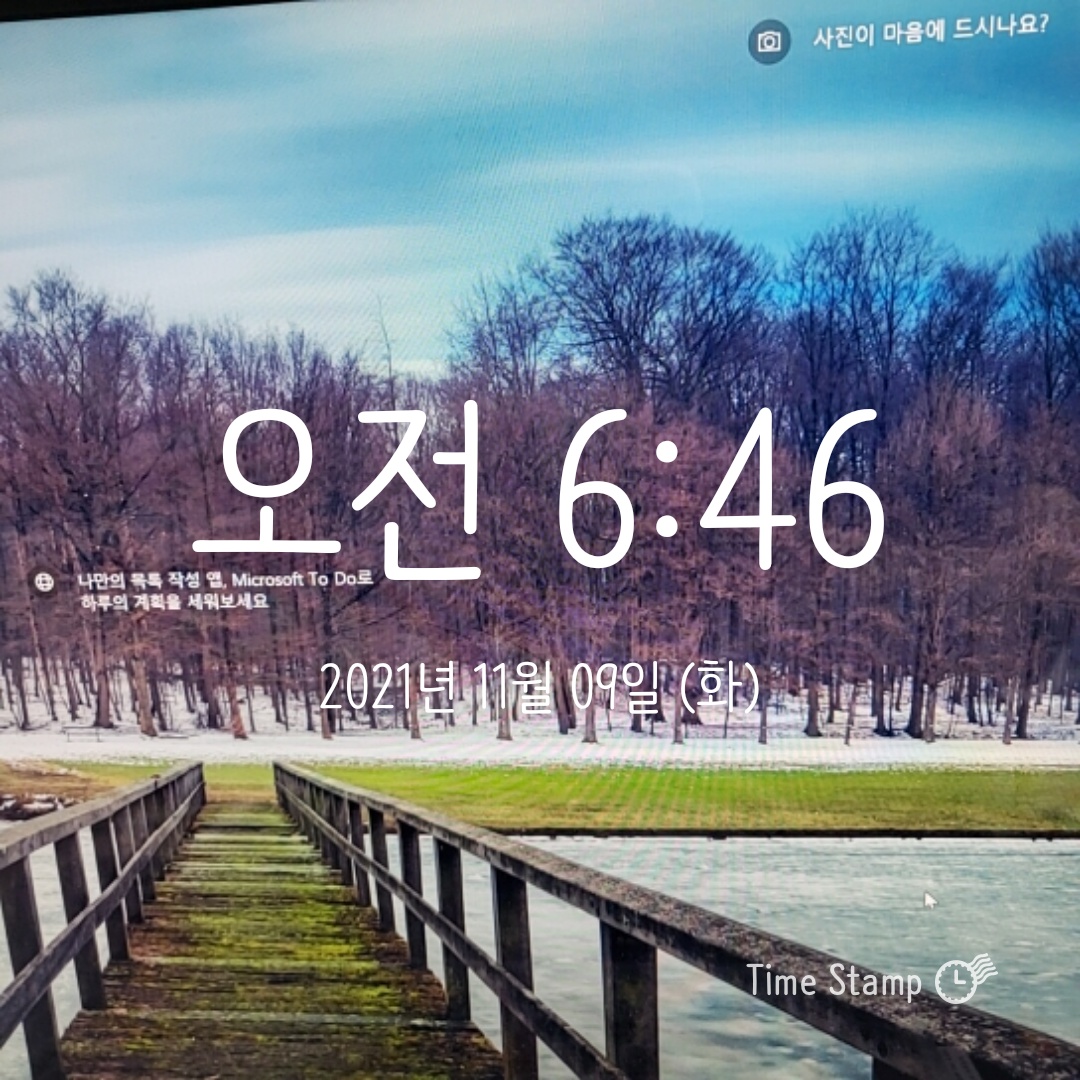 사진이 마음에 드시나요?
오전 6:46
나만의 목록 작성 앱, Microsoft To Do로
하루의 계획을 세워보세요
2021년 11월 09일 (화)
Time Stamp